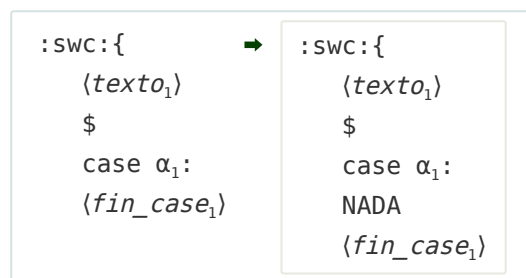 :swc:{
⟨texto₁⟩
$
case α₁:
⟨fin_case₁⟩
➡
:swc:{
⟨texto₁⟩
$
case α₁:
NADA
⟨fin_case₁⟩